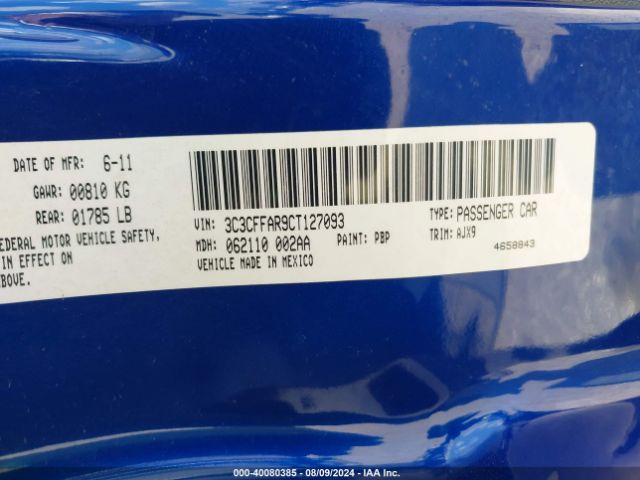 DATE OF MFR: 6-11
GAWR: 00810 KG
REAR: 01785 LB
FEDERAL MOTOR VEHICLE SAFETY,
IN EFFECT ON
ABOVE.
VIN: 3C3CFFAR9CT127093
TYPE: PASSENGER CAR
MDH: 062110 002AA
PAINT: PBP
TRIM: AJX9
VEHICLE MADE IN MEXICO
4658843
000-40080385 - 08/09/2024 - IAA Inc.